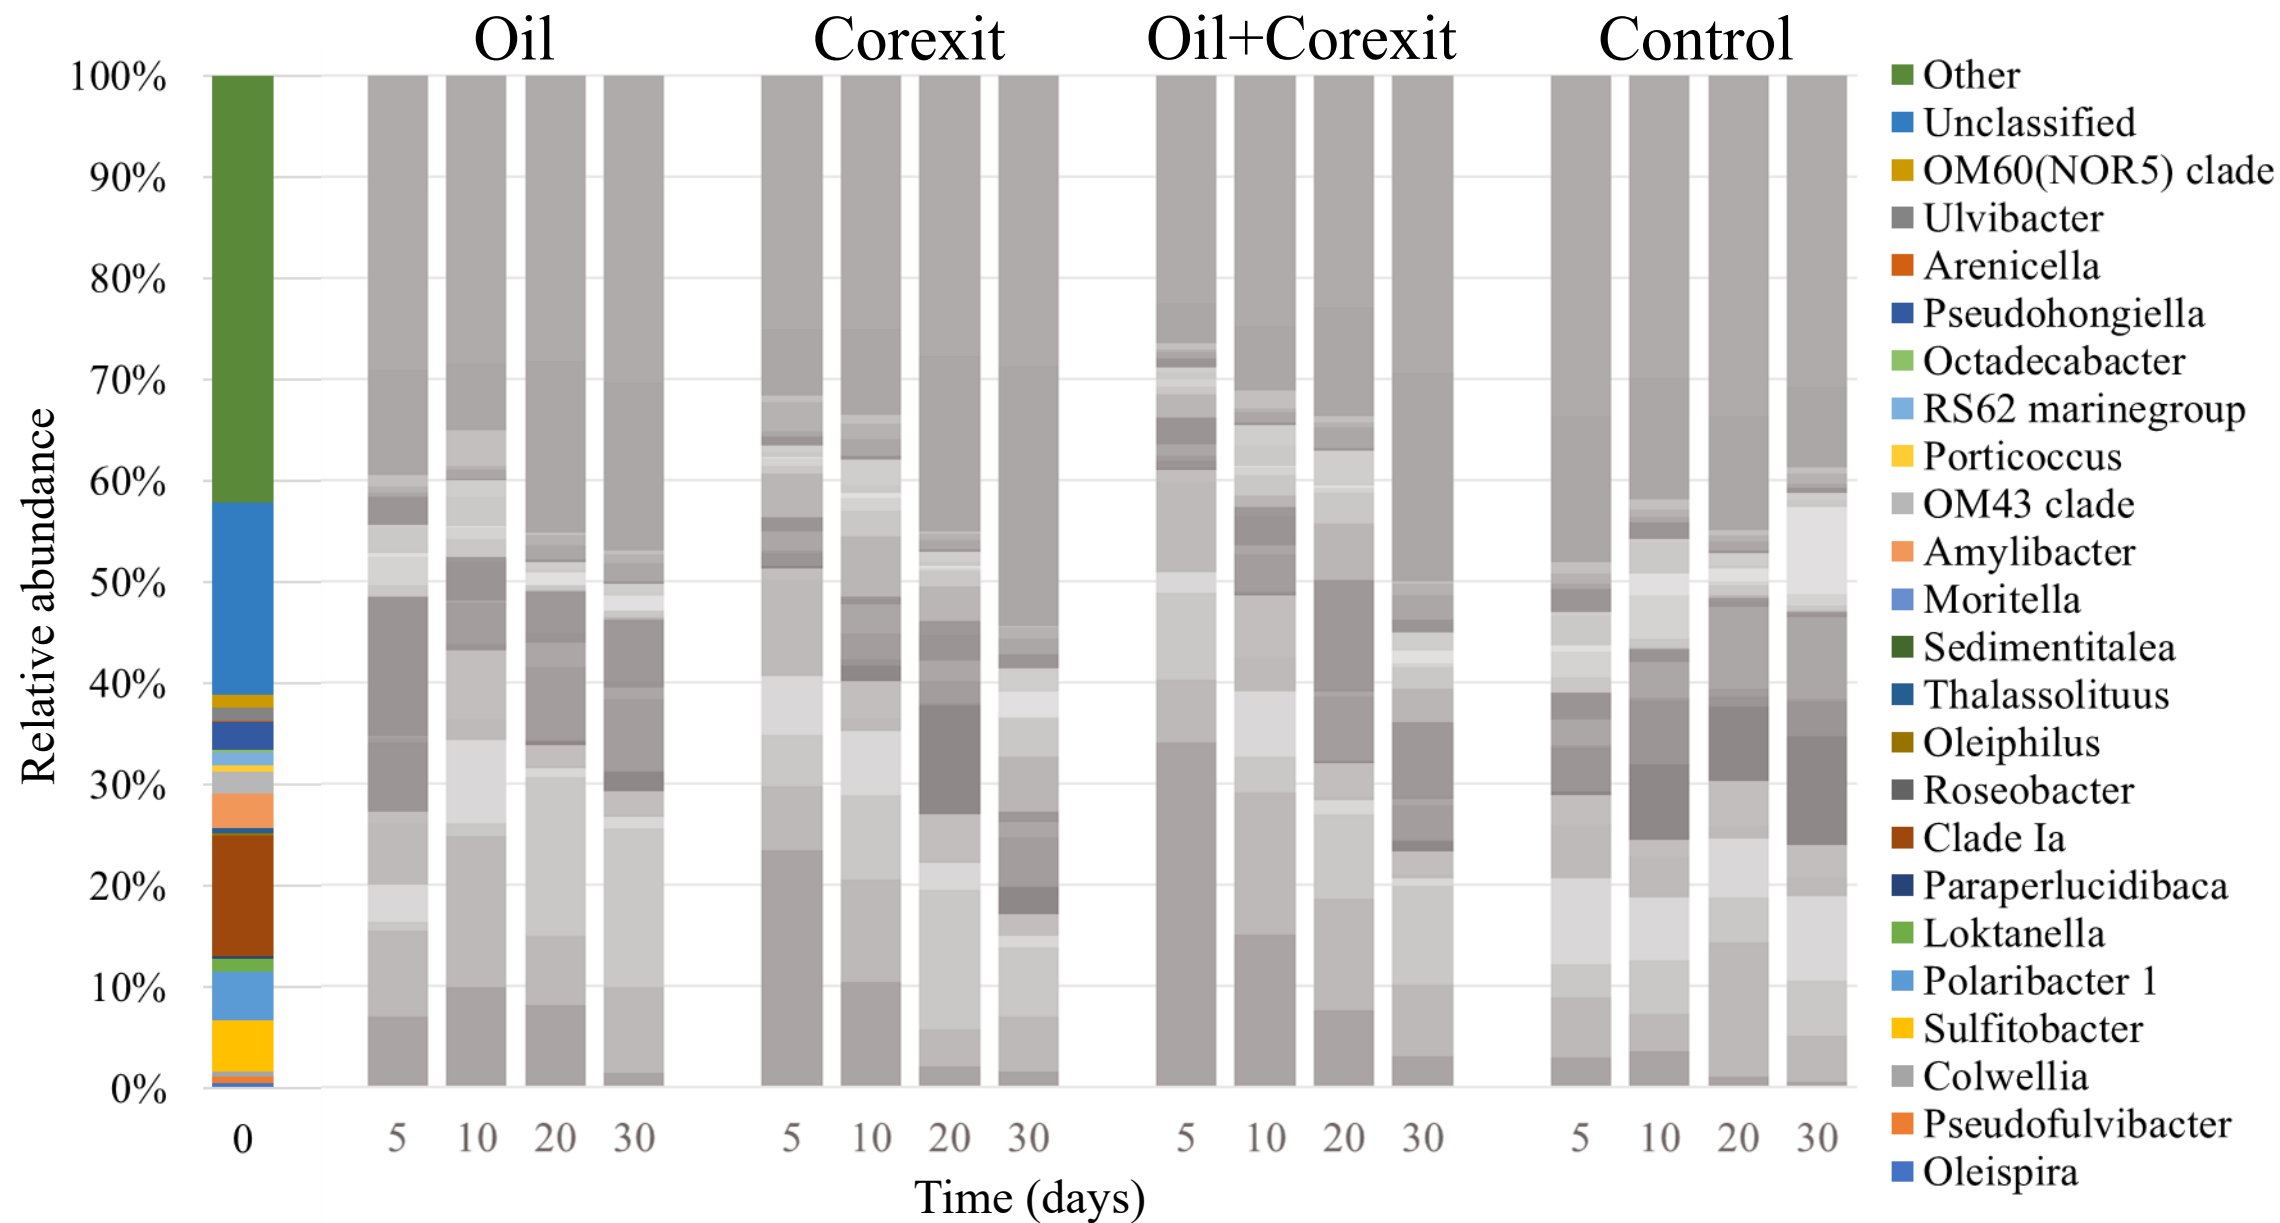 Oil Corexit Oil+Corexit Control
100%
90%
80%
70%
60%
50%
40%
30%
20%
10%
0%
Relative abundance
0 5 10 20 30 5 10 20 30 5 10 20 30 5 10 20 30
Time (days)
Other
Unclassified
OM60(NOR5) clade
Ulvibacter
Arenicella
Pseudohongiella
Octadecabacter
RS62 marinegroup
Porticoccus
OM43 clade
Amylibacter
Moritella
Sedimentitalea
Thalassolituus
Oleiphilus
Roseobacter
Clade Ia
Paraperlucidibaca
Loktanella
Polaribacter 1
Sulfitobacter
Colwellia
Pseudofulvibacter
Oleispira